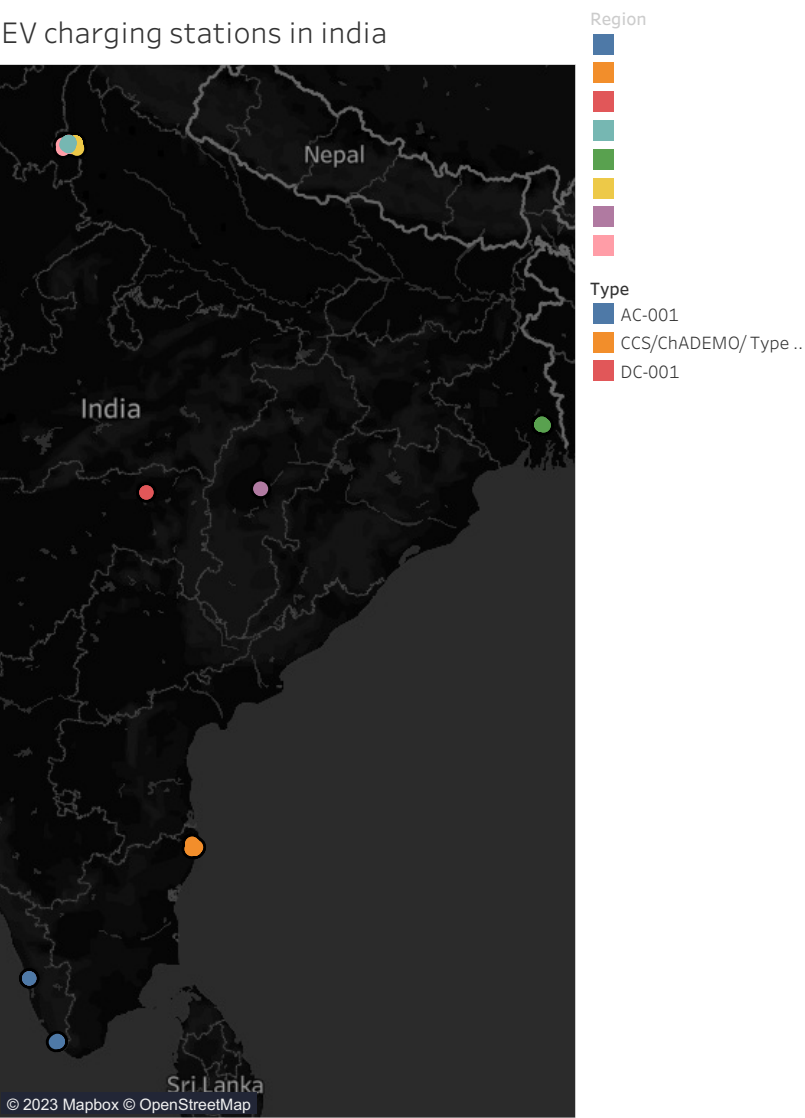 EV charging stations in india
Region
Nepal
Type
AC-001
CCS/ChADEMO/ Type ..
DC-001
India
Sri Lanka
© 2023 Mapbox © OpenStreetMap